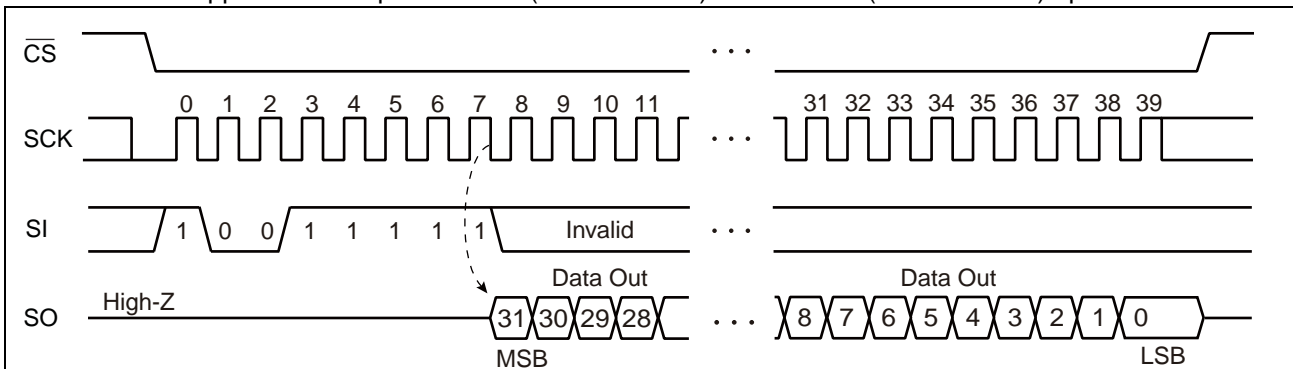 CS
0 1 2 3 4 5 6 7 8 9 10 11 31 32 33 34 35 36 37 38 39
SCK
SI 1 0 0 1 1 1 1 1 Invalid
Data Out Data Out
High-Z
SO 31 30 29 28 8 7 6 5 4 3 2 1 0
MSB LSB